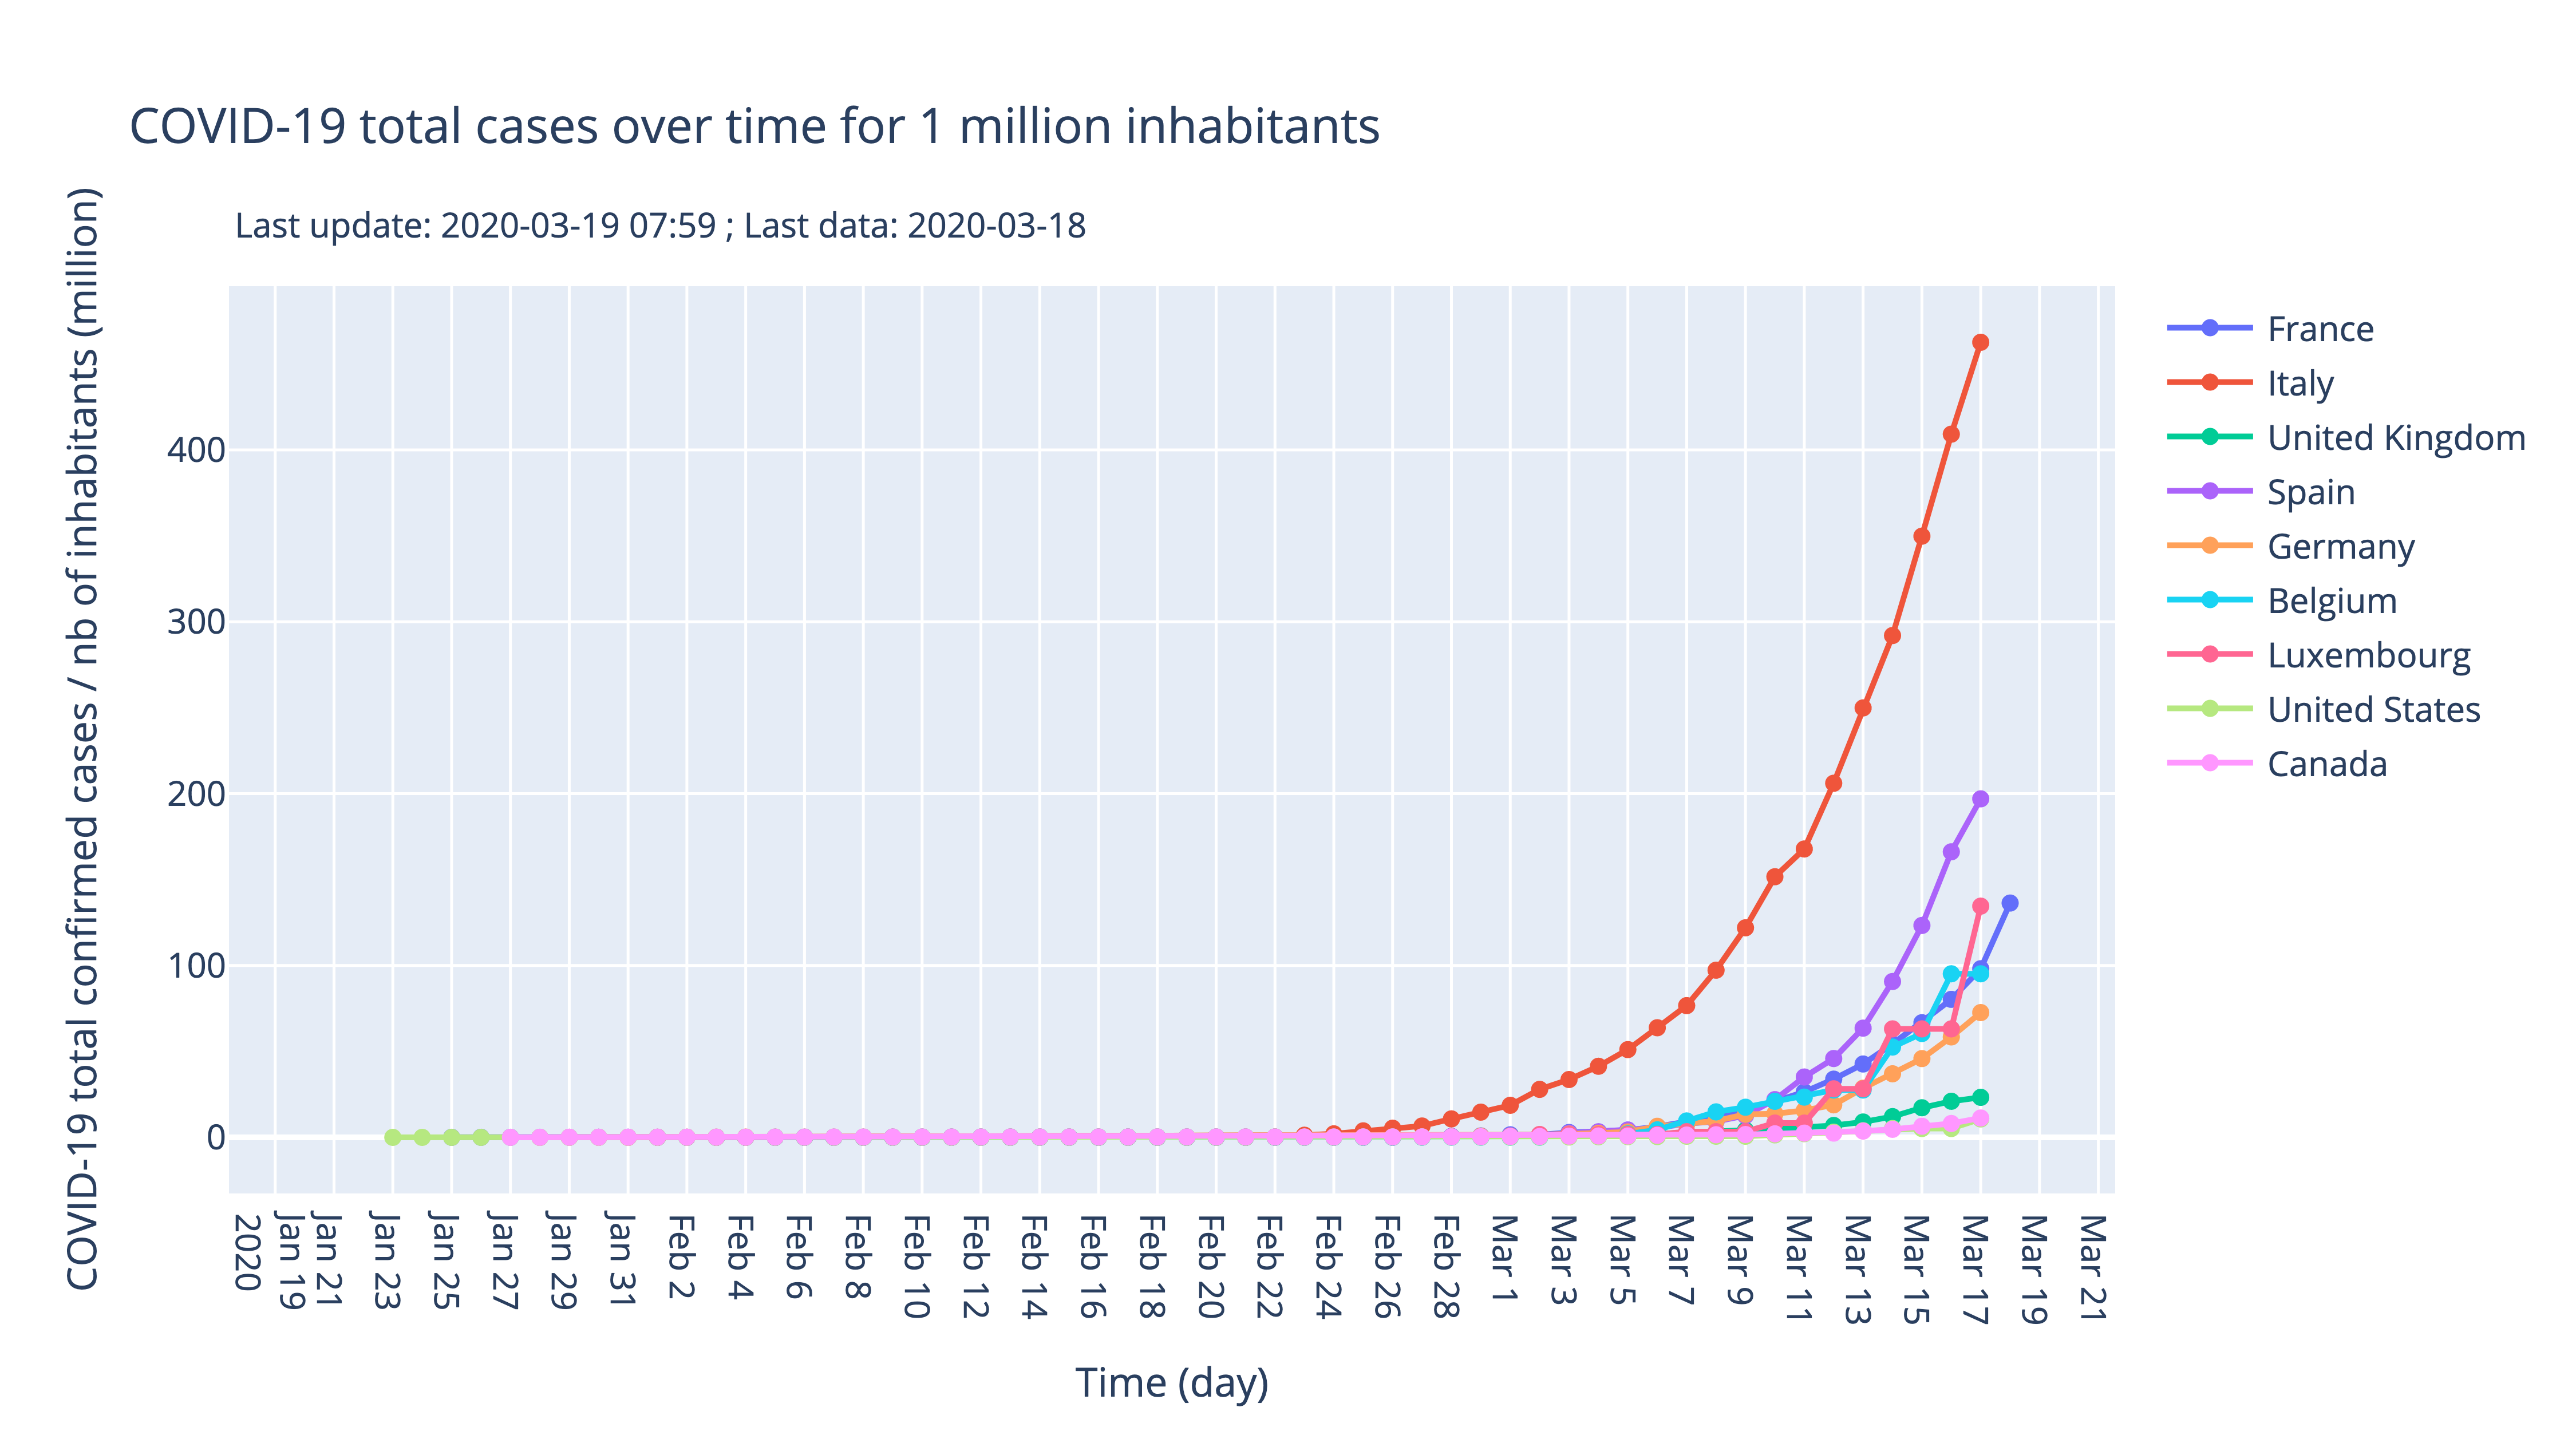 COVID-19 total cases over time for 1 million inhabitants
Last update: 2020-03-19 07:59 ; Last data: 2020-03-18
COVID-19 total confirmed cases / nb of inhabitants (million)
400
300
200
100
0
Jan 19
2020
Jan 21
Jan 23
Jan 25
Jan 27
Jan 29
Jan 31
Feb 2
Feb 4
Feb 6
Feb 8
Feb 10
Feb 12
Feb 14
Feb 16
Feb 18
Feb 20
Feb 22
Feb 24
Feb 26
Feb 28
Mar 1
Mar 3
Mar 5
Mar 7
Mar 9
Mar 11
Mar 13
Mar 15
Mar 17
Mar 19
Mar 21
Time (day)
France
Italy
United Kingdom
Spain
Germany
Belgium
Luxembourg
United States
Canada